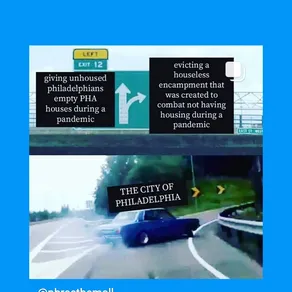 LEFT
EXIT 12
giving unhoused
philadelphians
empty PHA
houses during a
pandemic
evicting a
houseless
encampment that
was created to
combat not having
housing during a
pandemic
THE CITY OF
PHILADELPHIA